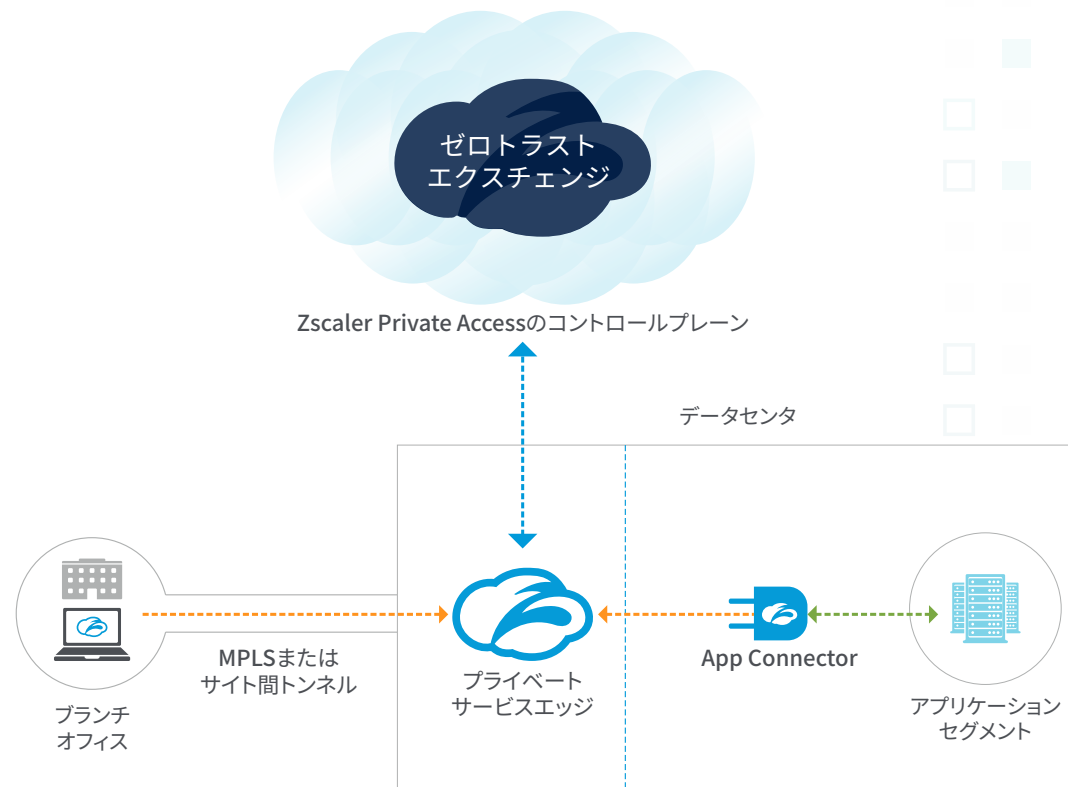 ゼロトラスト
エクスチェンジ
Zscaler Private Accessのコントロールプレーン
データセンタ
MPLSまたは
サイト間トンネル
ブランチ
オフィス
プライベート
サービスエッジ
App Connector
アプリケーション
セグメント